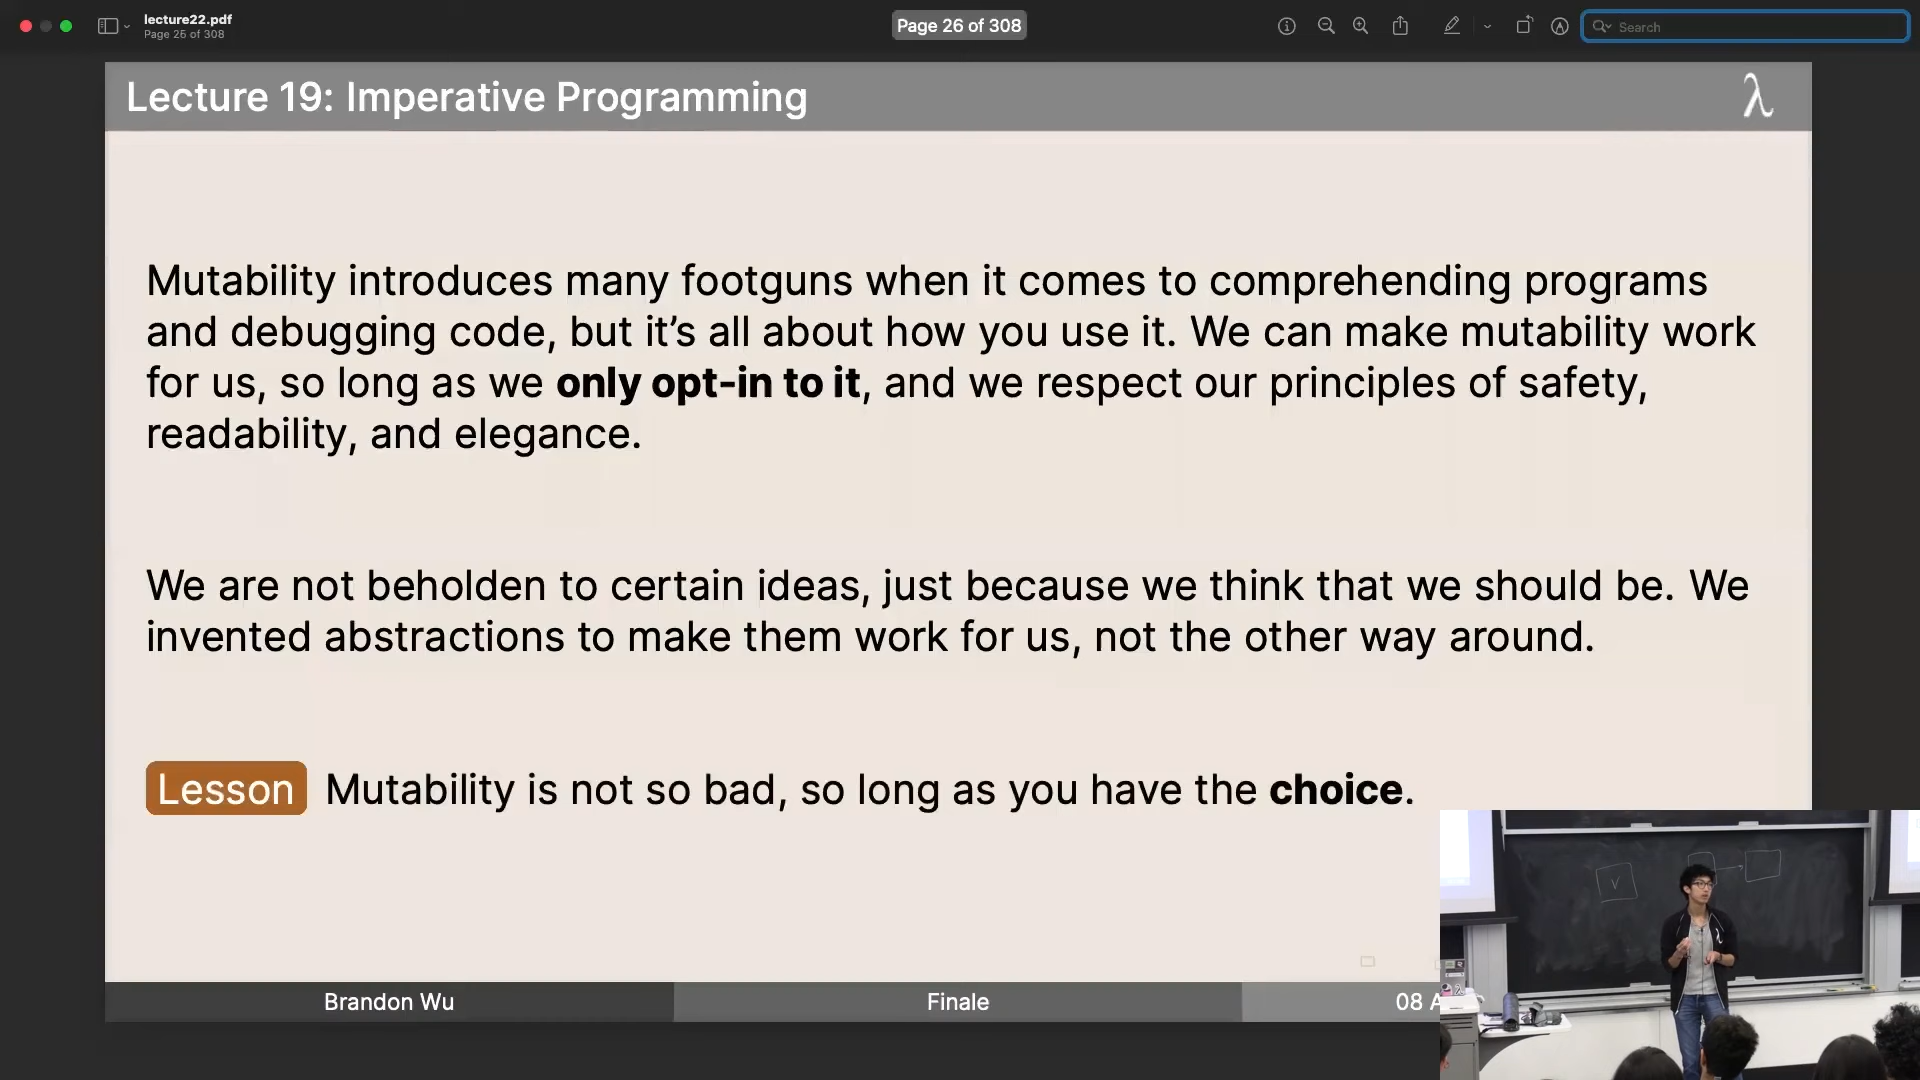 lecture22.pdf
Page 26 of 308
Page 26 of 308
Search
Lecture 19: Imperative Programming
λ
Mutability introduces many footguns when it comes to comprehending programs
and debugging code, but it’s all about how you use it. We can make mutability work
for us, so long as we only opt-in to it, and we respect our principles of safety,
readability, and elegance.
We are not beholden to certain ideas, just because we think that we should be. We
invented abstractions to make them work for us, not the other way around.
Lesson Mutability is not so bad, so long as you have the choice.
Brandon Wu
Finale
08 A
V
λ